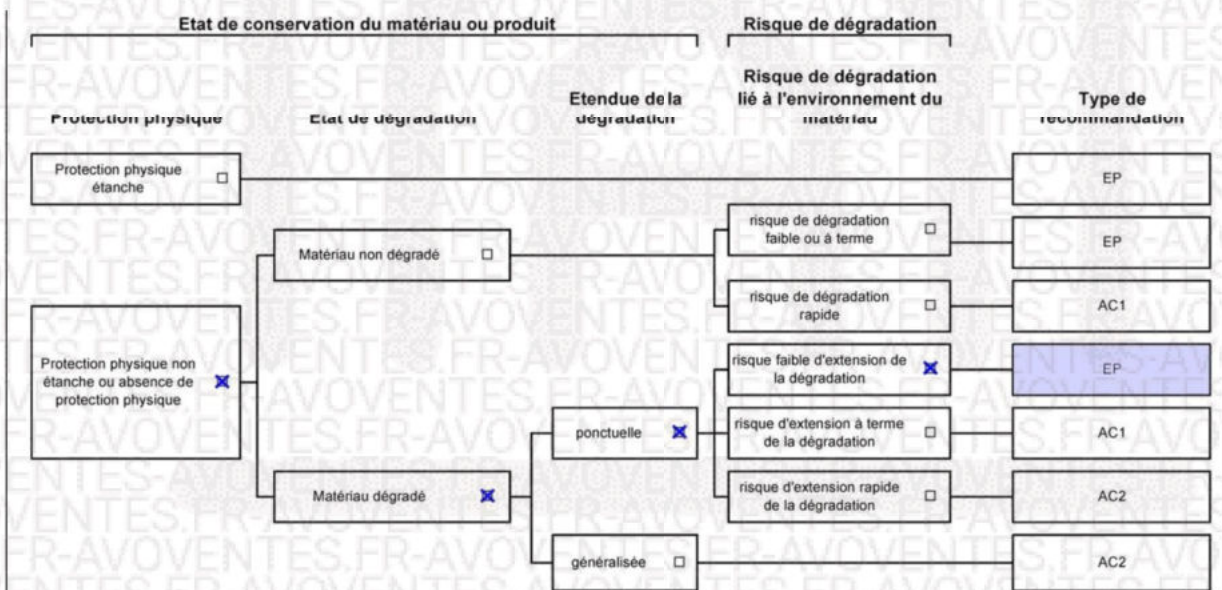 Etat de conservation du matériau ou produit
Risque de dégradation
Protection physique
Etat de dégradation
Etendue de la
dégradation
Risque de dégradation
lié à l'environnement du
matériau
Type de
recommandation
Protection physique
étanche
EP
Matériau non dégradé
risque de dégradation
faible ou à terme
EP
risque de dégradation
rapide
AC1
Protection physique non
étanche ou absence de
protection physique
risque faible d'extension de
la dégradation
EP
ponctuelle
risque d'extension à terme
de la dégradation
AC1
Matériau dégradé
risque d'extension rapide
de la dégradation
AC2
généralisée
AC2